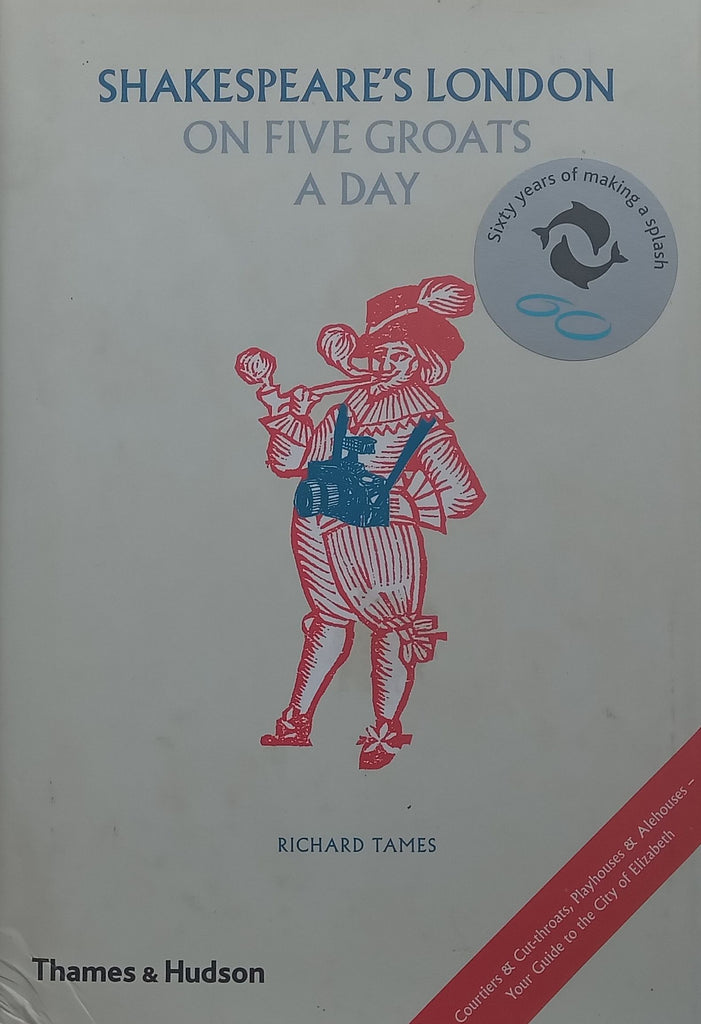 SHAKESPEARE'S LONDON
ON FIVE GROATS
A DAY
Sixty years of making a splash
60
RICHARD TAMES
Courtiers & Cut-throats, Playhouses & Alehouses –
Your Guide to the City of Elizabeth
Thames & Hudson